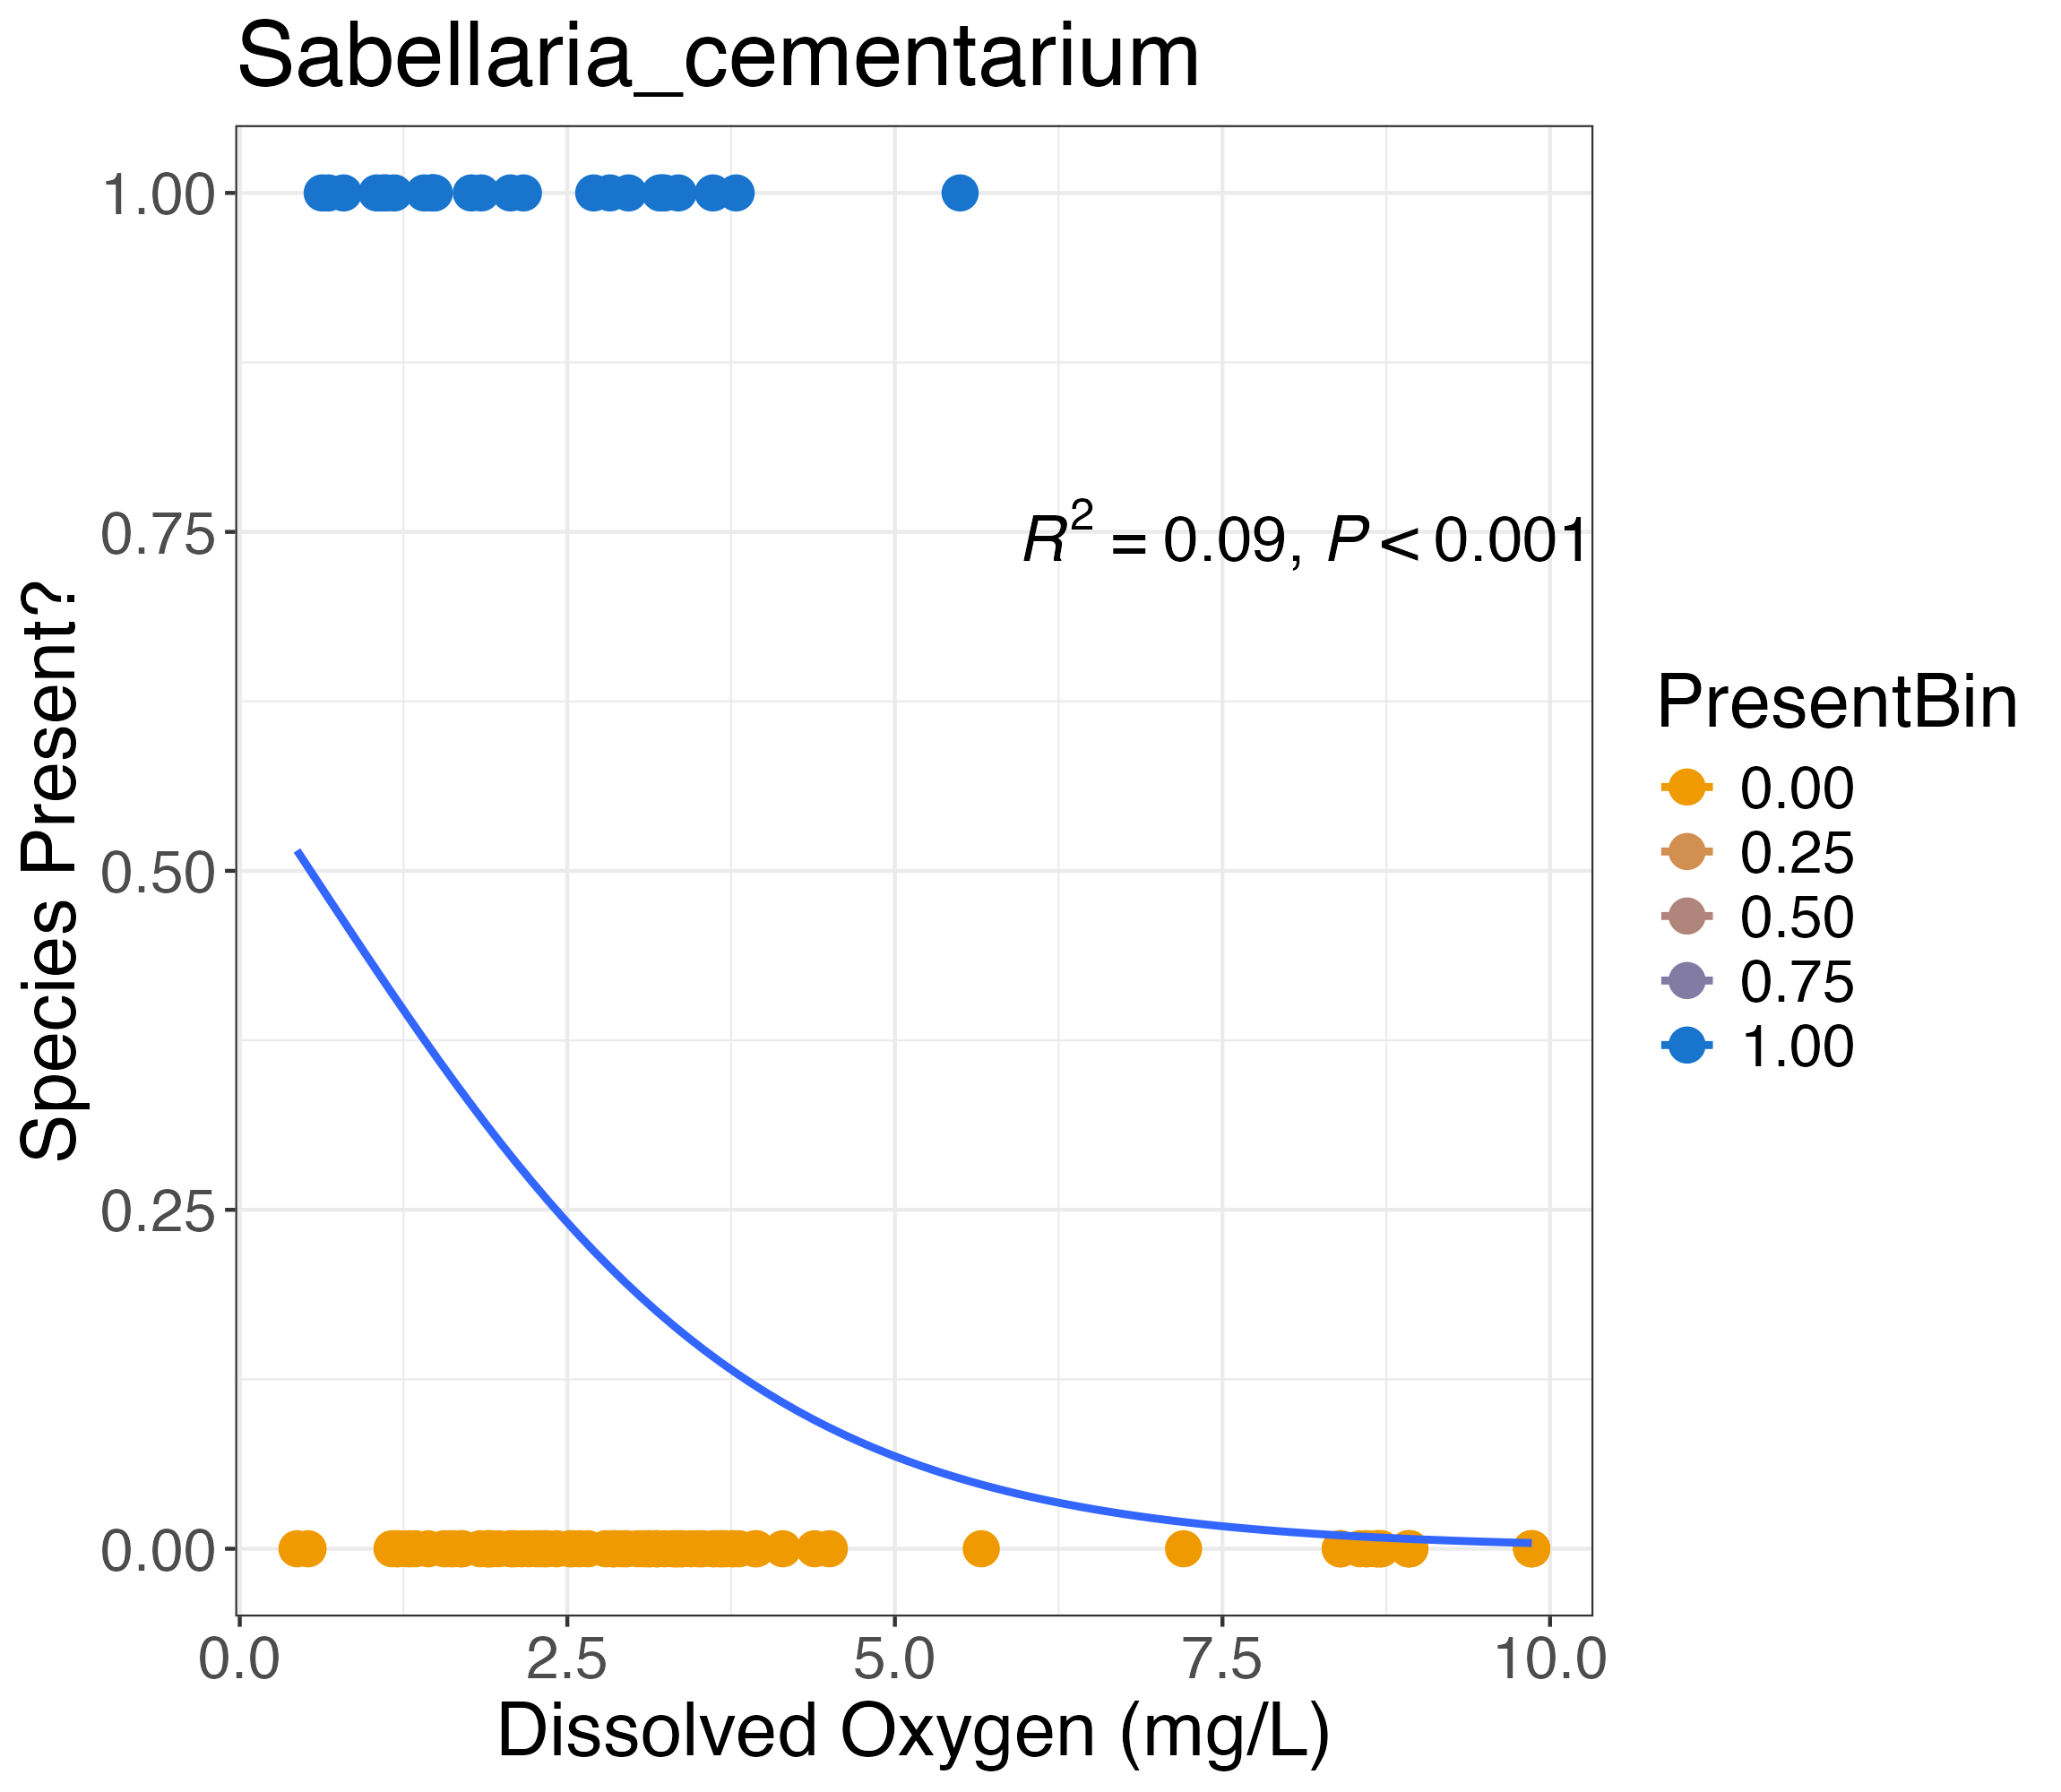 Sabellaria_cementarium
Species Present?
1.00
0.75
0.50
0.25
0.00
R² = 0.09, P < 0.001
0.0 2.5 5.0 7.5 10.0
Dissolved Oxygen (mg/L)
PresentBin
0.00
0.25
0.50
0.75
1.00